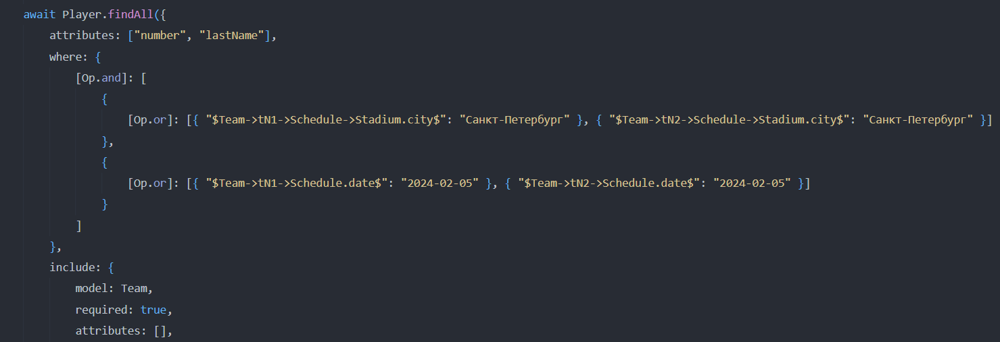 await Player.findAll({
attributes: ["number", "lastName"],
where: {
[Op.and]: [
{
[Op.or]: [{ "$Team->tN1->Schedule->Stadium.city$": "Санкт-Петербург" }, { "$Team->tN2->Schedule->Stadium.city$": "Санкт-Петербург" }]
},
{
[Op.or]: [{ "$Team->tN1->Schedule.date$": "2024-02-05" }, { "$Team->tN2->Schedule.date$": "2024-02-05" }]
}
]
},
include: {
model: Team,
required: true,
attributes: [],